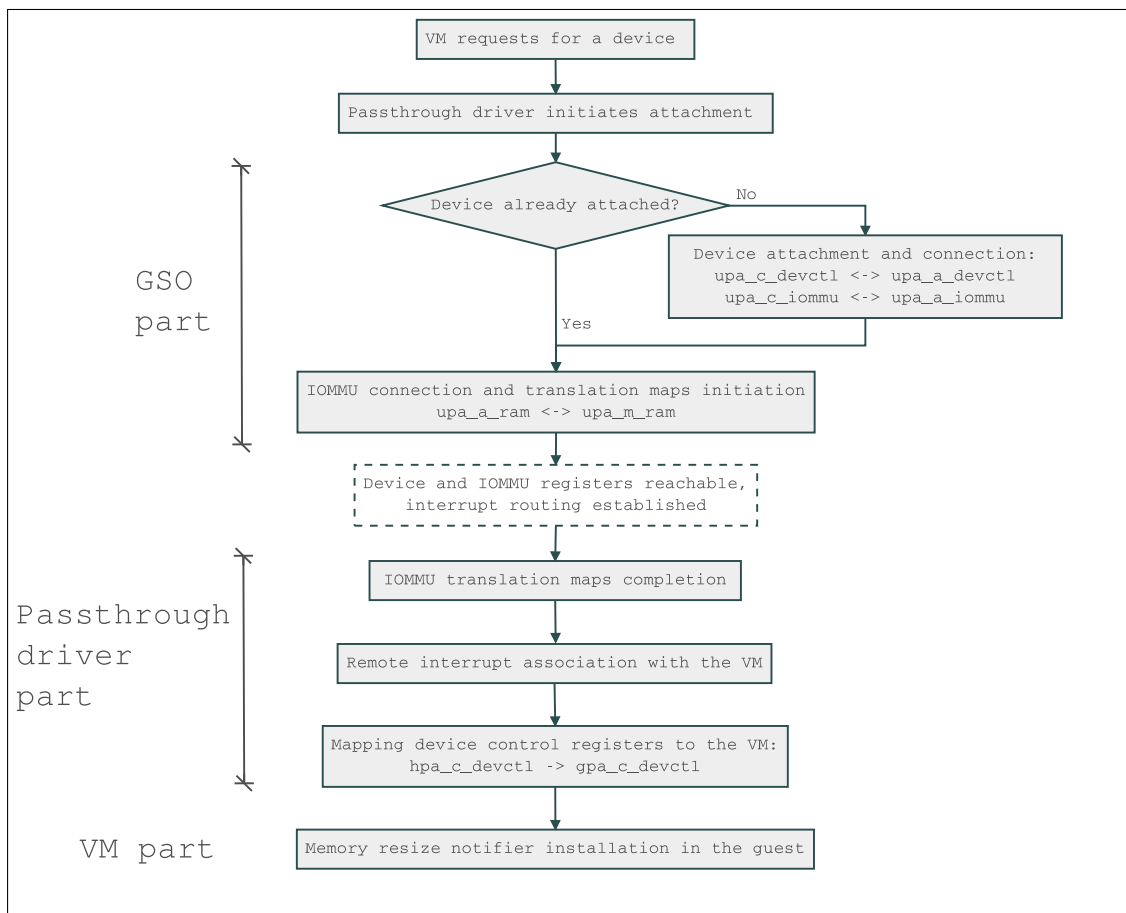 VM requests for a device
Passthrough driver initiates attachment
Device already attached?
No
Device attachment and connection:
upa_c_devctl <-> upa_a_devctl
upa_c_iommu <-> upa_a_iommu
GSO
part
Yes
IOMMU connection and translation maps initiation
upa_a_ram <-> upa_m_ram
Device and IOMMU registers reachable,
interrupt routing established
IOMMU translation maps completion
Passthrough
driver
part
Remote interrupt association with the VM
Mapping device control registers to the VM:
hpa_c_devctl -> gpa_c_devctl
VM part
Memory resize notifier installation in the guest